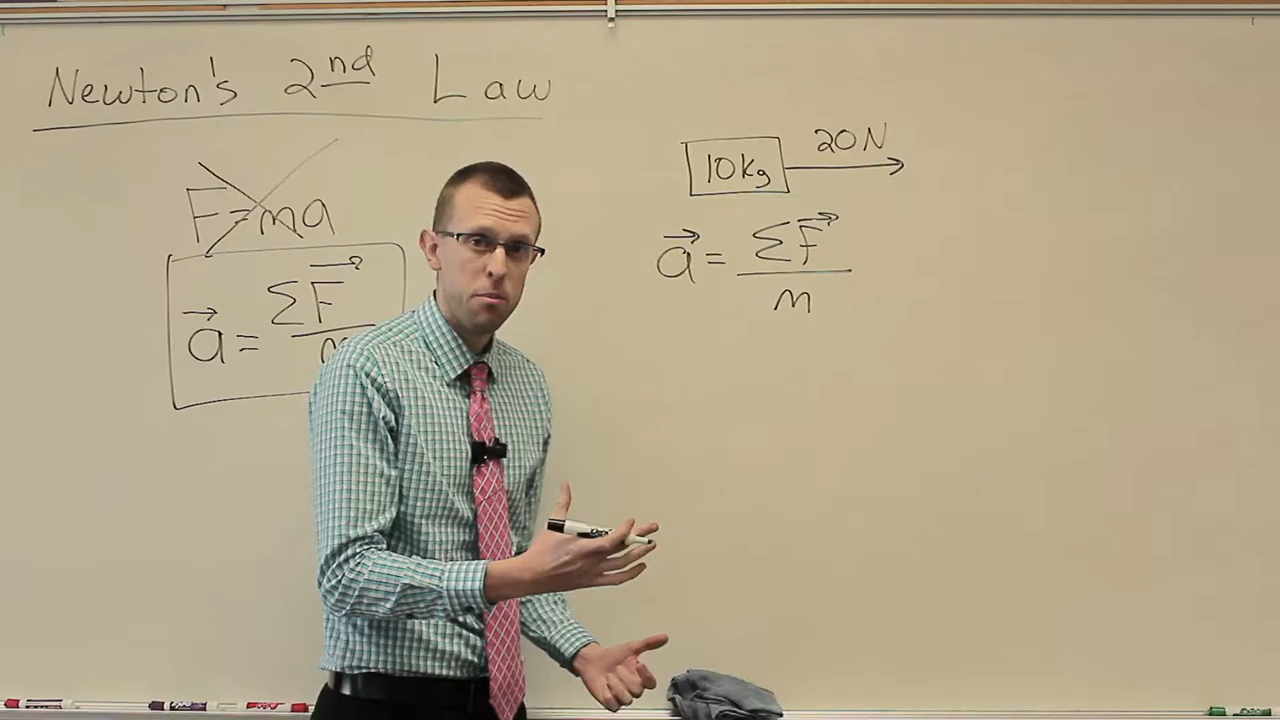 Newton's 2nd Law
F=ma
a = ΣF
m
10kg
20N
a = ΣF
m